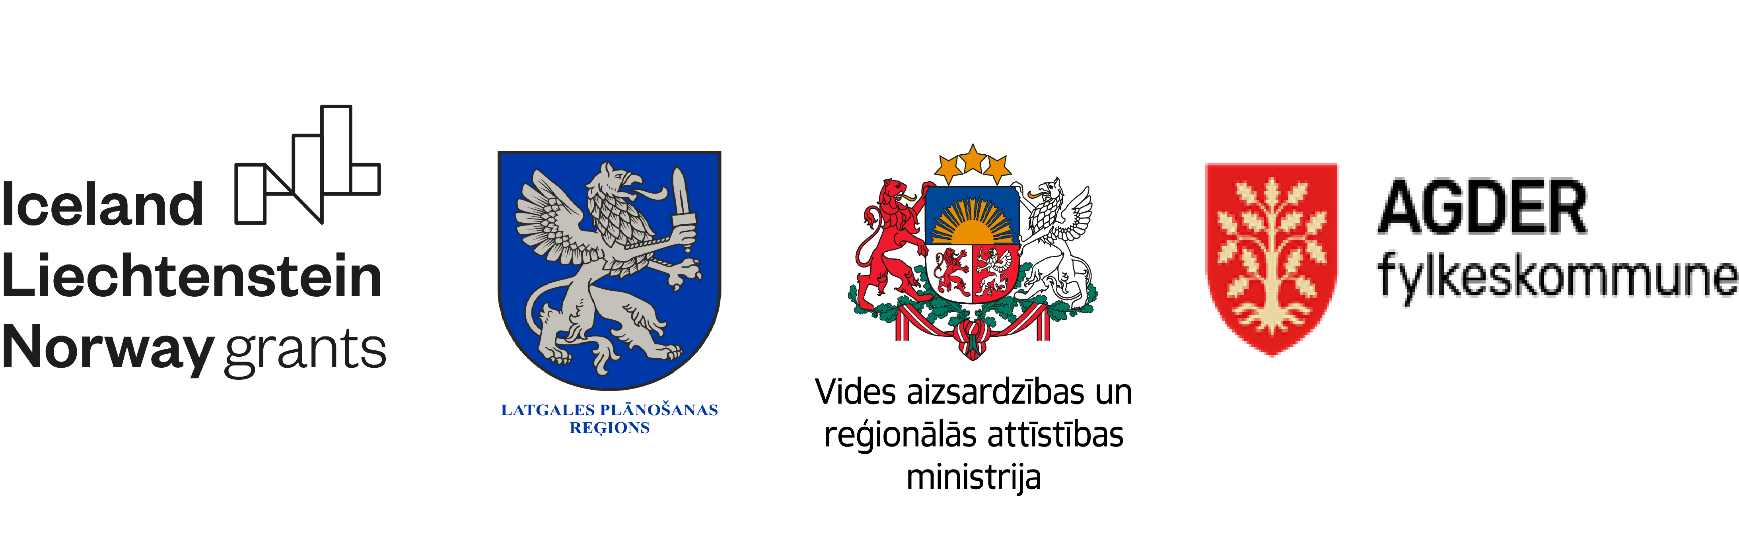 Iceland
Liechtenstein
Norway grants
LATGALES PLĀNOŠANAS
REĢIONS
Vides aizsardzības un
reģionālās attīstības
ministrija
AGDER
fylkeskommune